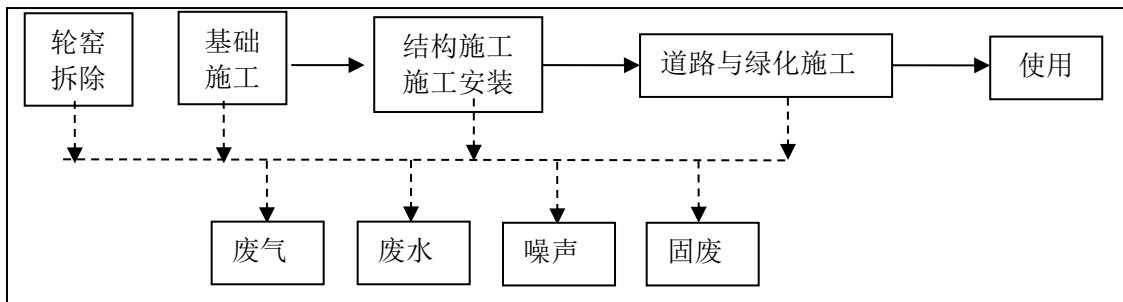 轮窑
拆除
基础
施工
结构施工
施工安装
道路与绿化施工
使用
废气
废水
噪声
固废